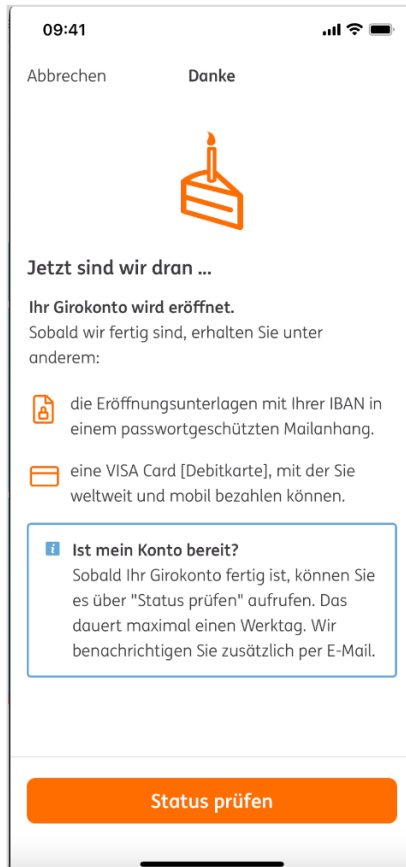 09:41
Abbrechen Danke
Jetzt sind wir dran ...
Ihr Girokonto wird eröffnet.
Sobald wir fertig sind, erhalten Sie unter
anderem:
die Eröffnungsunterlagen mit Ihrer IBAN in
einem passwortgeschützten Mailanhang.
eine VISA Card [Debitkarte], mit der Sie
weltweit und mobil bezahlen können.
i Ist mein Konto bereit?
Sobald Ihr Girokonto fertig ist, können Sie
es über "Status prüfen" aufrufen. Das
dauert maximal einen Werktag. Wir
benachrichtigen Sie zusätzlich per E-Mail.
Status prüfen